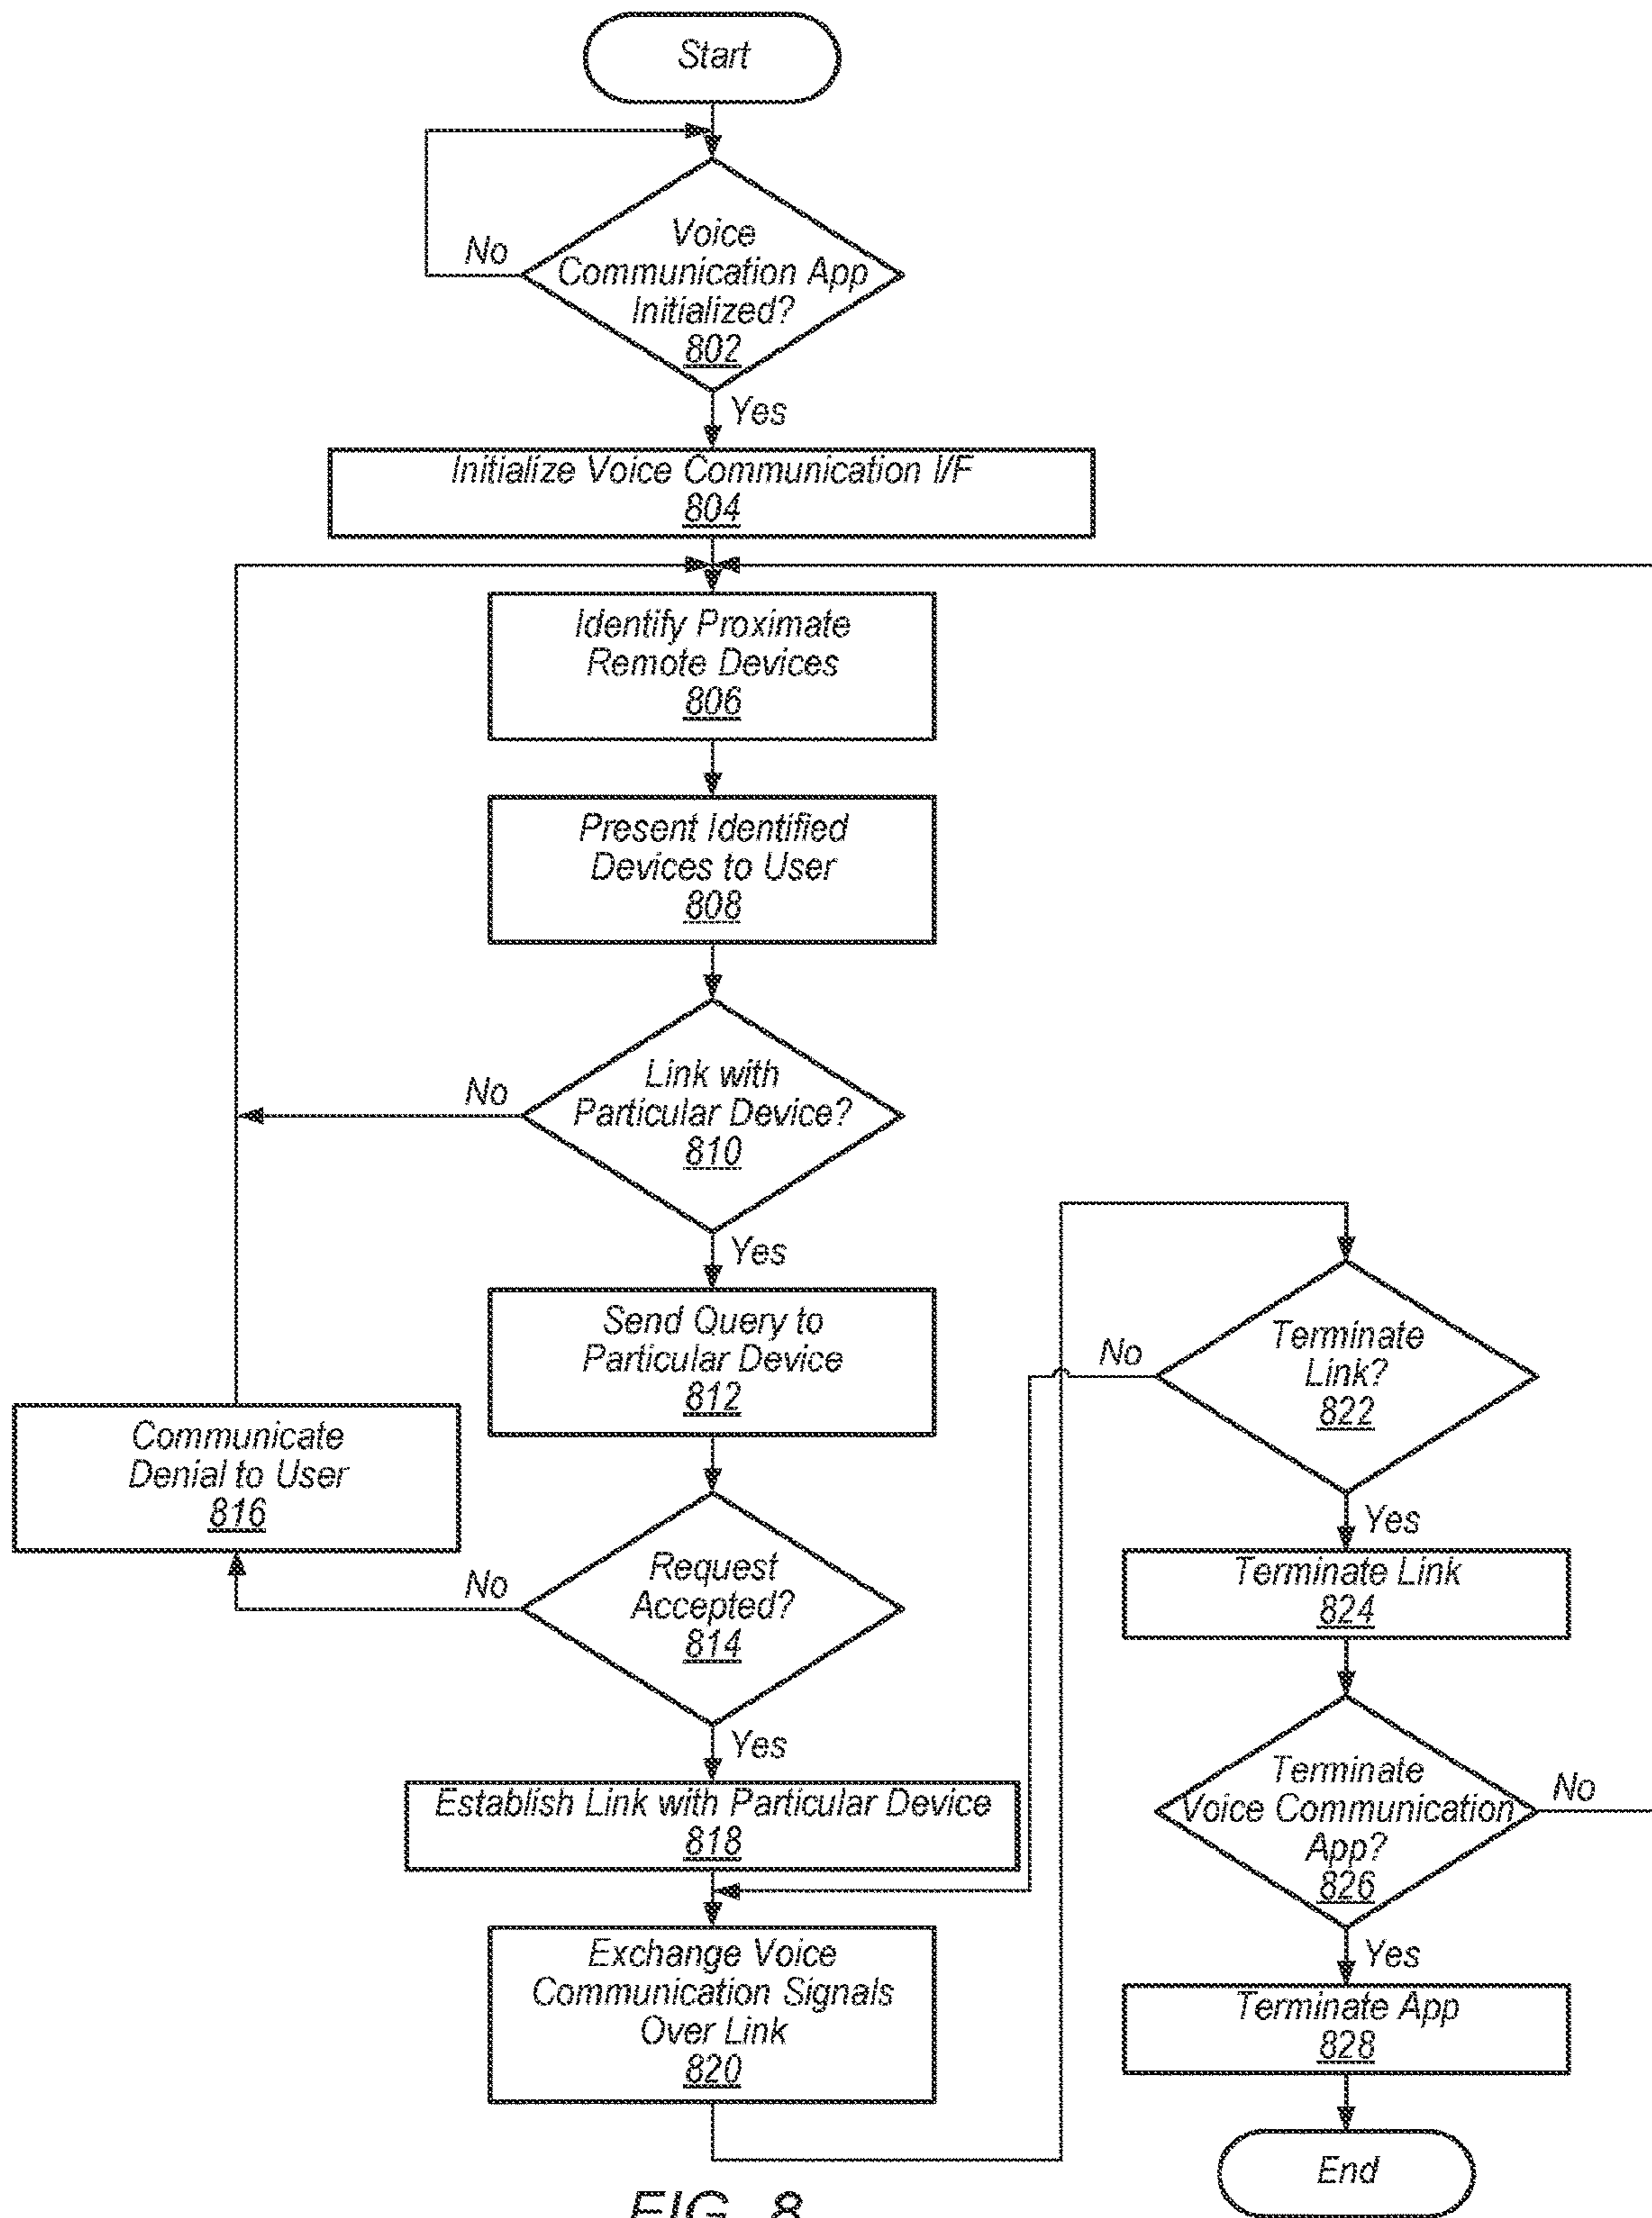 Start
No
Voice
Communication App
Initialized?
802
Yes
Initialize Voice Communication I/F
804
Identify Proximate
Remote Devices
806
Present Identified
Devices to User
808
No
Link with
Particular Device?
810
Yes
Send Query to
Particular Device
812
Communicate
Denial to User
816
No
Request
Accepted?
814
Yes
Establish Link with Particular Device
818
Exchange Voice
Communication Signals
Over Link
820
No
Terminate
Link?
822
Yes
Terminate Link
824
Terminate
Voice Communication
App?
826
No
Yes
Terminate App
828
End
FIG. 8